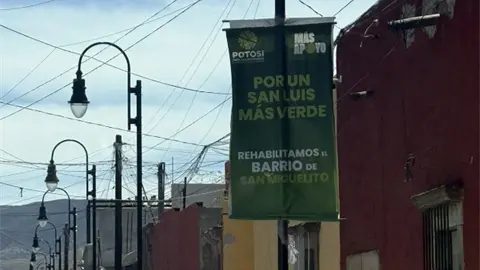 POTOSÍ
MÁS
APOYO
POR UN
SAN LUIS
MÁS VERDE
REHABILITAMOS EL
BARRIO DE
SAN MIGUELITO